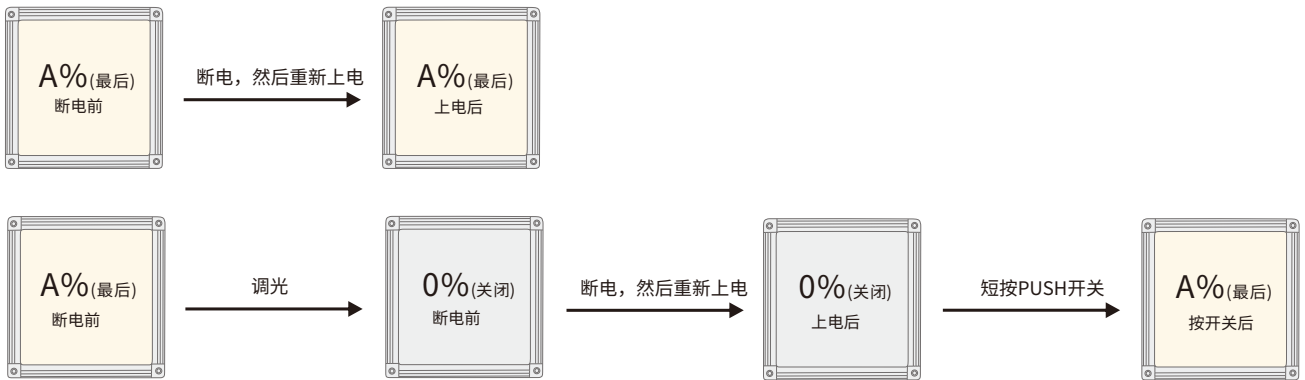 A%(最后)
断电前
断电，然后重新上电
A%(最后)
上电后
A%(最后)
断电前
调光
0%(关闭)
断电前
断电，然后重新上电
0%(关闭)
上电后
短按PUSH开关
A%(最后)
按开关后